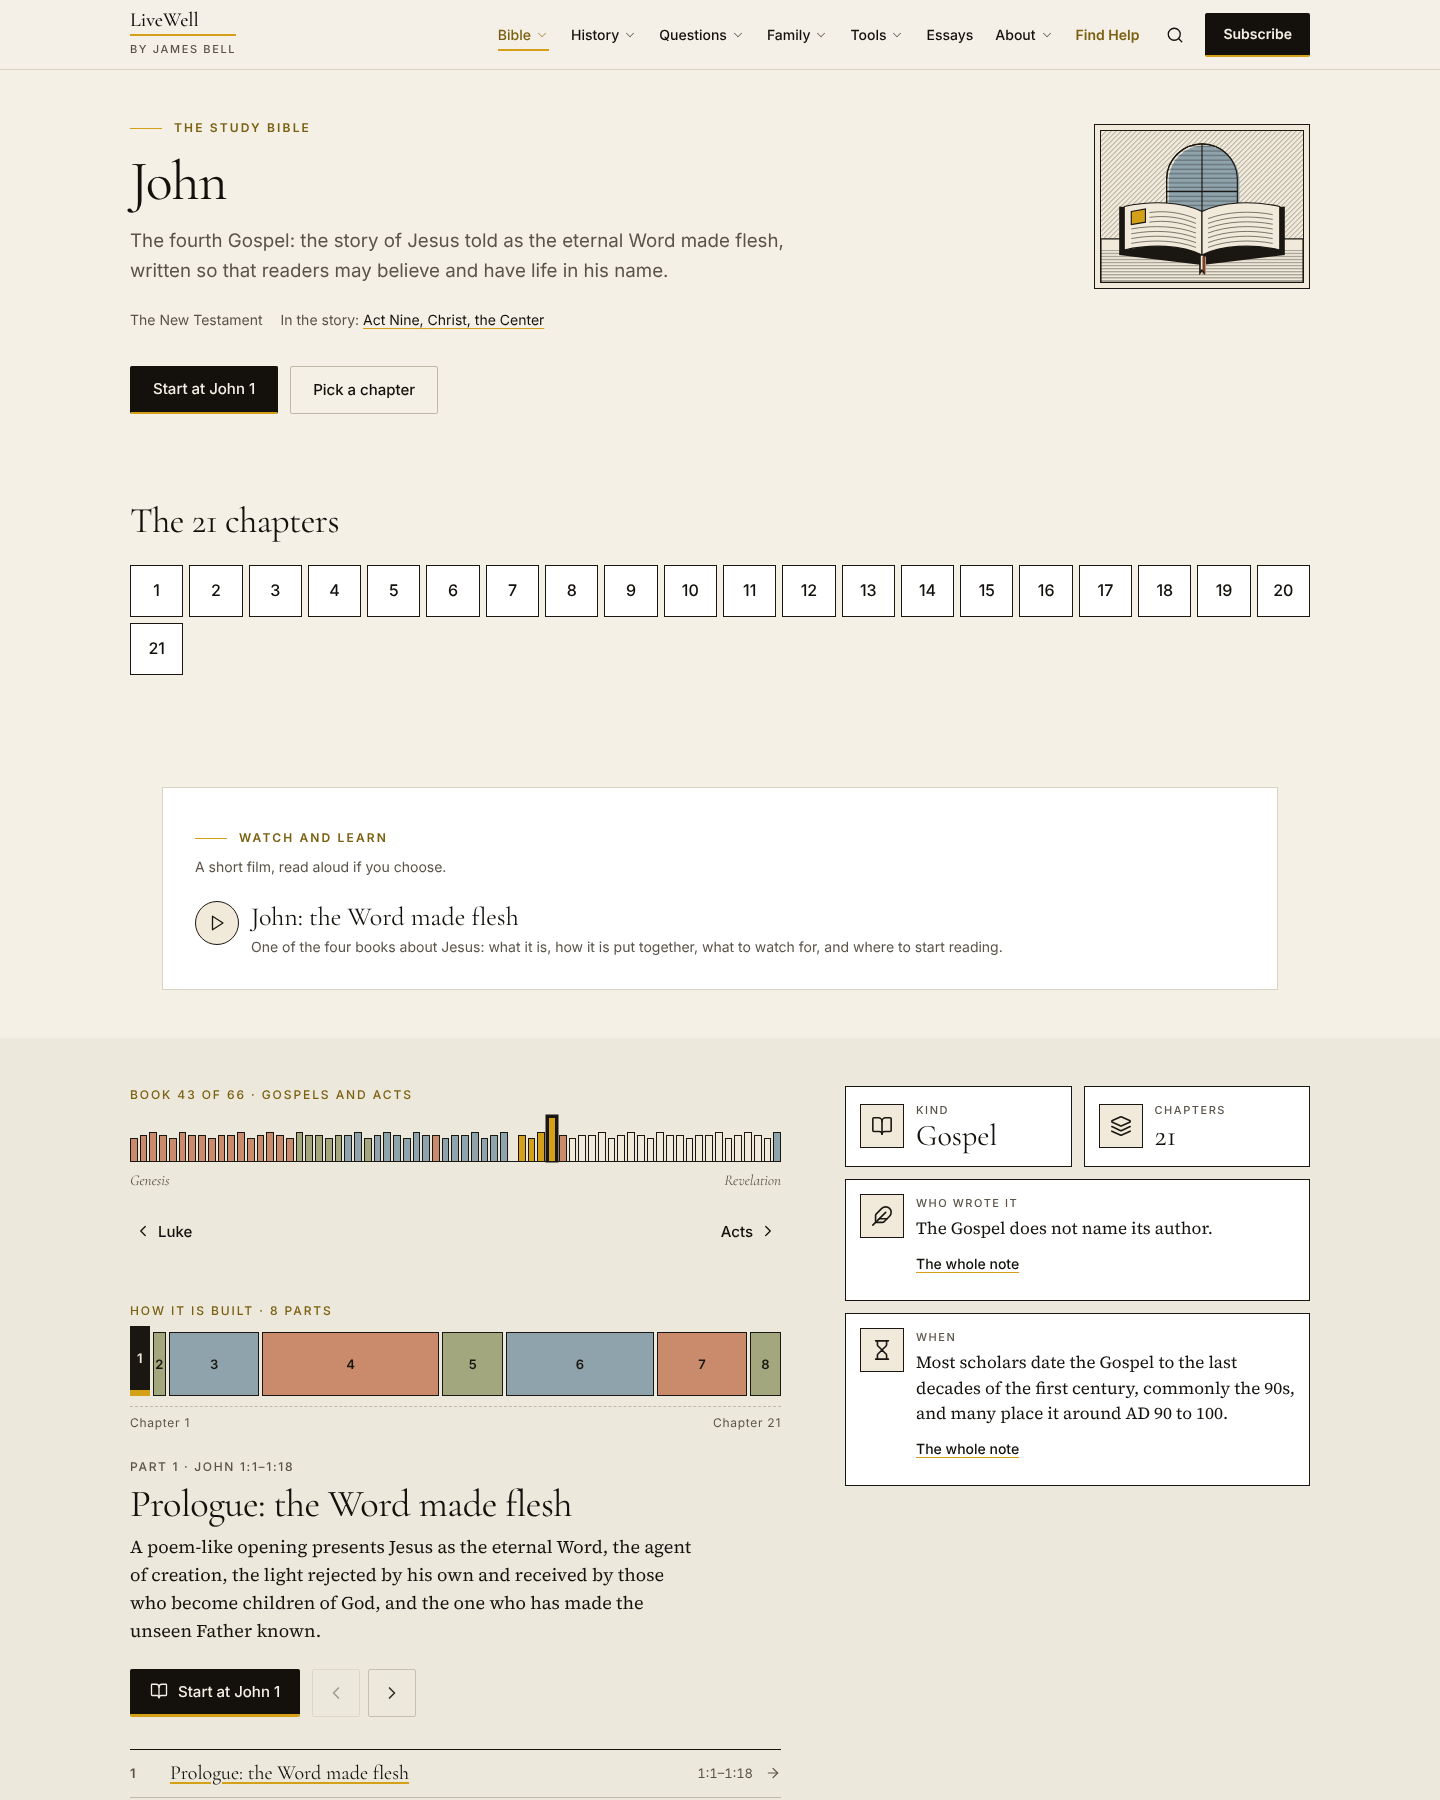 LiveWell
BY JAMES BELL
Bible
History
Questions
Family
Tools
Essays
About
Find Help
Subscribe
THE STUDY BIBLE
John
The fourth Gospel: the story of Jesus told as the eternal Word made flesh,
written so that readers may believe and have life in his name.
The New Testament
In the story: Act Nine, Christ, the Center
Start at John 1
Pick a chapter
The 21 chapters
1 2 3 4 5 6 7 8 9 10 11 12 13 14 15 16 17 18 19 20
21
WATCH AND LEARN
A short film, read aloud if you choose.
John: the Word made flesh
One of the four books about Jesus: what it is, how it is put together, what to watch for, and where to start reading.
BOOK 43 OF 66 · GOSPELS AND ACTS
Genesis
Revelation
Luke
Acts
HOW IT IS BUILT · 8 PARTS
1 2 3 4 5 6 7 8
Chapter 1
Chapter 21
PART 1 · JOHN 1:1–1:18
Prologue: the Word made flesh
A poem-like opening presents Jesus as the eternal Word, the agent
of creation, the light rejected by his own and received by those
who become children of God, and the one who has made the
unseen Father known.
Start at John 1
1 Prologue: the Word made flesh 1:1–1:18
KIND
Gospel
CHAPTERS
21
WHO WROTE IT
The Gospel does not name its author.
The whole note
WHEN
Most scholars date the Gospel to the last
decades of the first century, commonly the 90s,
and many place it around AD 90 to 100.
The whole note